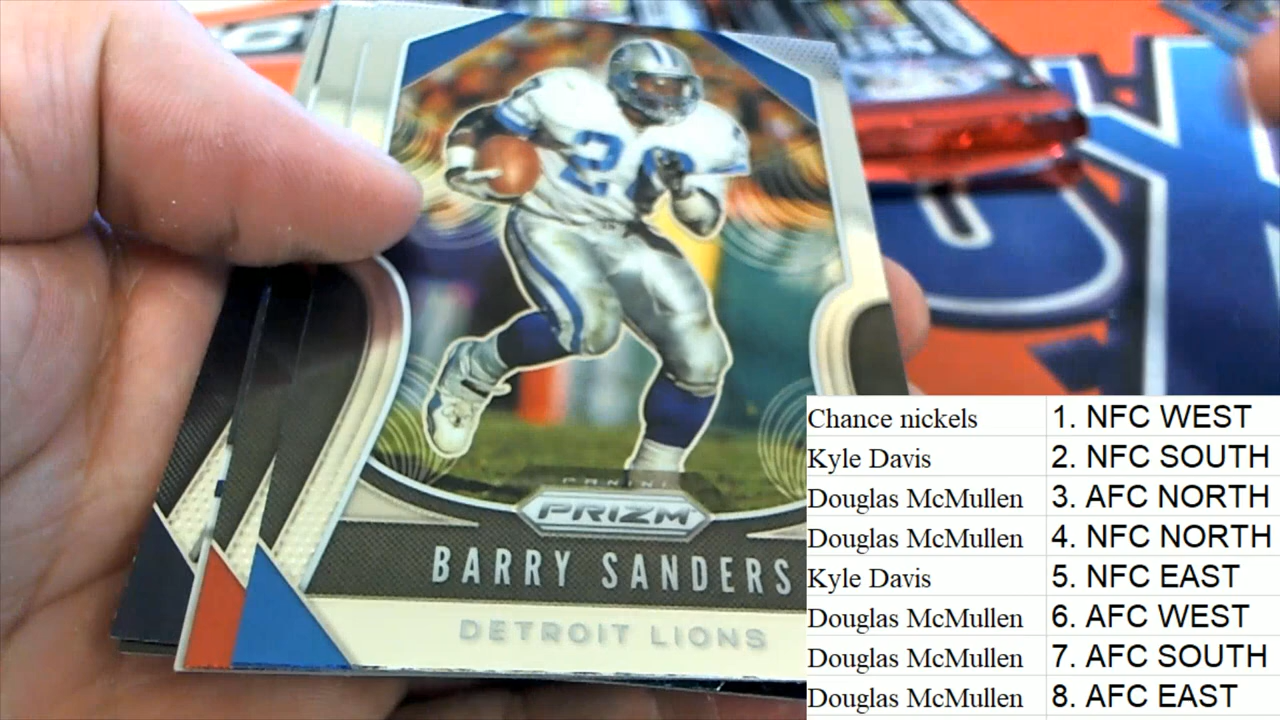 20
PANINI
PRIZM
BARRY SANDERS
DETROIT LIONS
Chance nickels 1. NFC WEST
Kyle Davis 2. NFC SOUTH
Douglas McMullen 3. AFC NORTH
Douglas McMullen 4. NFC NORTH
Kyle Davis 5. NFC EAST
Douglas McMullen 6. AFC WEST
Douglas McMullen 7. AFC SOUTH
Douglas McMullen 8. AFC EAST